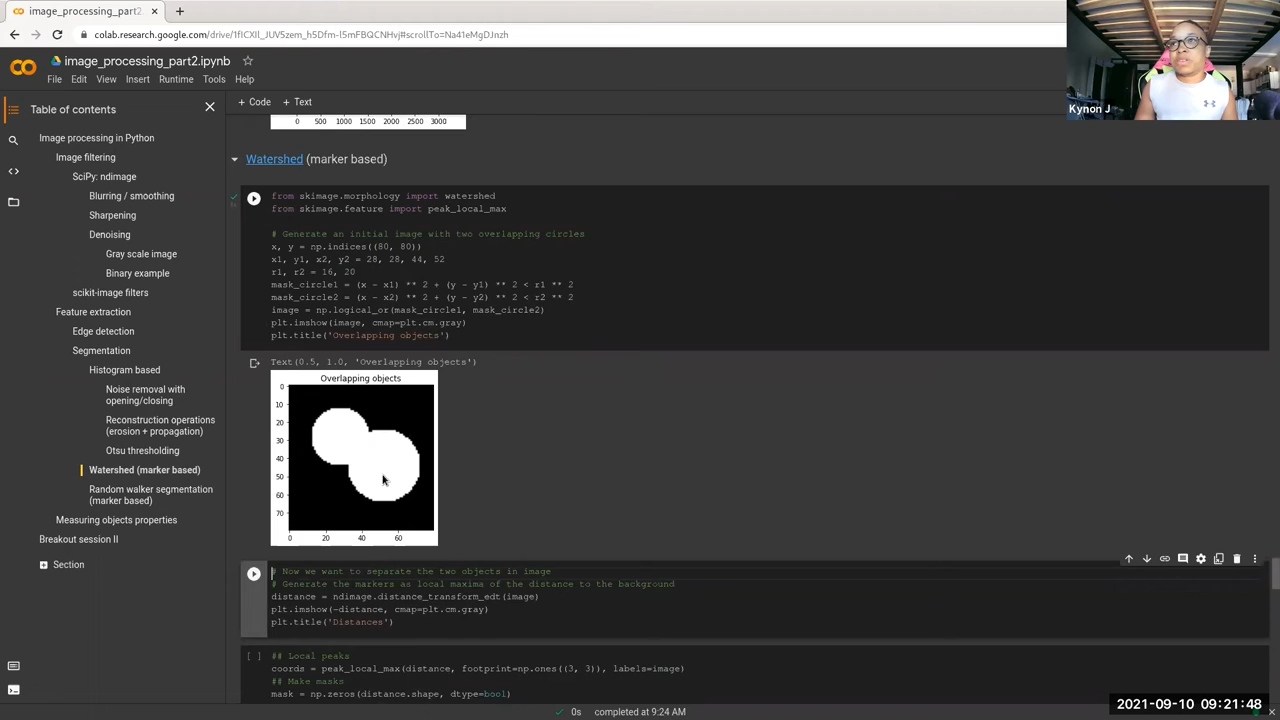 image_processing_part2.
colab.research.google.com/drive/
image_processing_part2.ipynb
File Edit View Insert Runtime Tools Help
Kynon J
Table of contents
+ Code + Text
Image processing in Python
Image filtering
SciPy: ndimage
Blurring / smoothing
Sharpening
Denoising
Gray scale image
Binary example
scikit-image filters
Feature extraction
Edge detection
Segmentation
Histogram based
Noise removal with
opening/closing
Reconstruction operations
(erosion + propagation)
Otsu thresholding
Watershed (marker based)
Random walker segmentation
(marker based)
Measuring objects properties
Breakout session II
Section
0 500 1000 1500 2000 2500 3000
Watershed (marker based)
from skimage.morphology import watershed
from skimage.feature import peak_local_max
# Generate an initial image with two overlapping circles
x, y = np.indices((80, 80))
x1, y1, x2, y2 = 28, 28, 44, 52
r1, r2 = 16, 20
mask_circle1 = (x - x1) ** 2 + (y - y1) ** 2 < r1 ** 2
mask_circle2 = (x - x2) ** 2 + (y - y2) ** 2 < r2 ** 2
image = np.logical_or(mask_circle1, mask_circle2)
plt.imshow(image, cmap=plt.cm.gray)
plt.title('Overlapping objects')
Text(0.5, 1.0, 'Overlapping objects')
Overlapping objects
0
10
20
30
40
50
60
70
0 20 40 60
# Now we want to separate the two objects in image
# Generate the markers as local maxima of the distance to the background
distance = ndimage.distance_transform_edt(image)
plt.imshow(-distance, cmap=plt.cm.gray)
plt.title('Distances')
[ ] ## Local peaks
coords = peak_local_max(distance, footprint=np.ones((3, 3)), labels=image)
## Make masks
mask = np.zeros(distance.shape, dtype=bool)
0s completed at 9:24 AM
2021-09-10 09:21:48